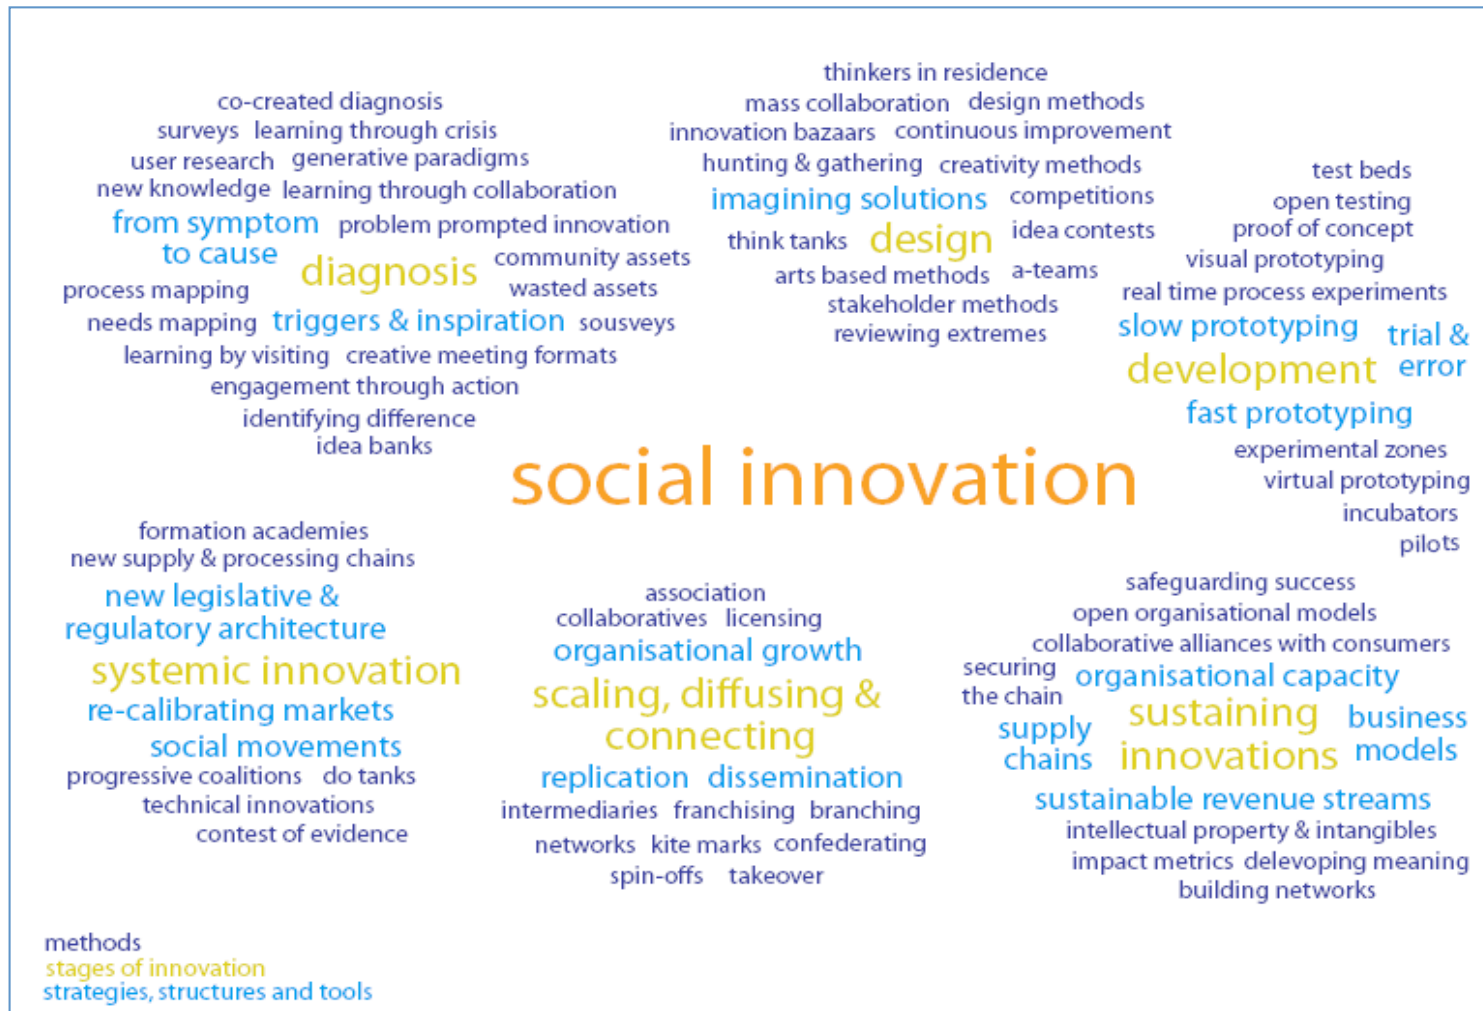 co-created diagnosis
surveys learning through crisis
user research generative paradigms
new knowledge learning through collaboration
from symptom
to cause
problem prompted innovation
diagnosis
community assets
wasted assets
process mapping
needs mapping triggers & inspiration sousveys
learning by visiting creative meeting formats
engagement through action
identifying difference
idea banks
thinkers in residence
mass collaboration design methods
innovation bazaars continuous improvement
hunting & gathering creativity methods
imagining solutions competitions
think tanks design idea contests
arts based methods a-teams
stakeholder methods
reviewing extremes
test beds
open testing
proof of concept
visual prototyping
real time process experiments
slow prototyping
trial &
error
development
fast prototyping
experimental zones
virtual prototyping
incubators
pilots
social innovation
formation academies
new supply & processing chains
new legislative &
regulatory architecture
systemic innovation
re-calibrating markets
social movements
progressive coalitions do tanks
technical innovations
contest of evidence
association
collaboratives licensing
organisational growth
scaling, diffusing &
connecting
replication dissemination
intermediaries franchising branching
networks kite marks confederating
spin-offs takeover
safeguarding success
open organisational models
collaborative alliances with consumers
securing
the chain
organisational capacity
supply
chains
sustaining
innovations
business
models
sustainable revenue streams
intellectual property & intangibles
impact metrics delevoping meaning
building networks
methods
stages of innovation
strategies, structures and tools